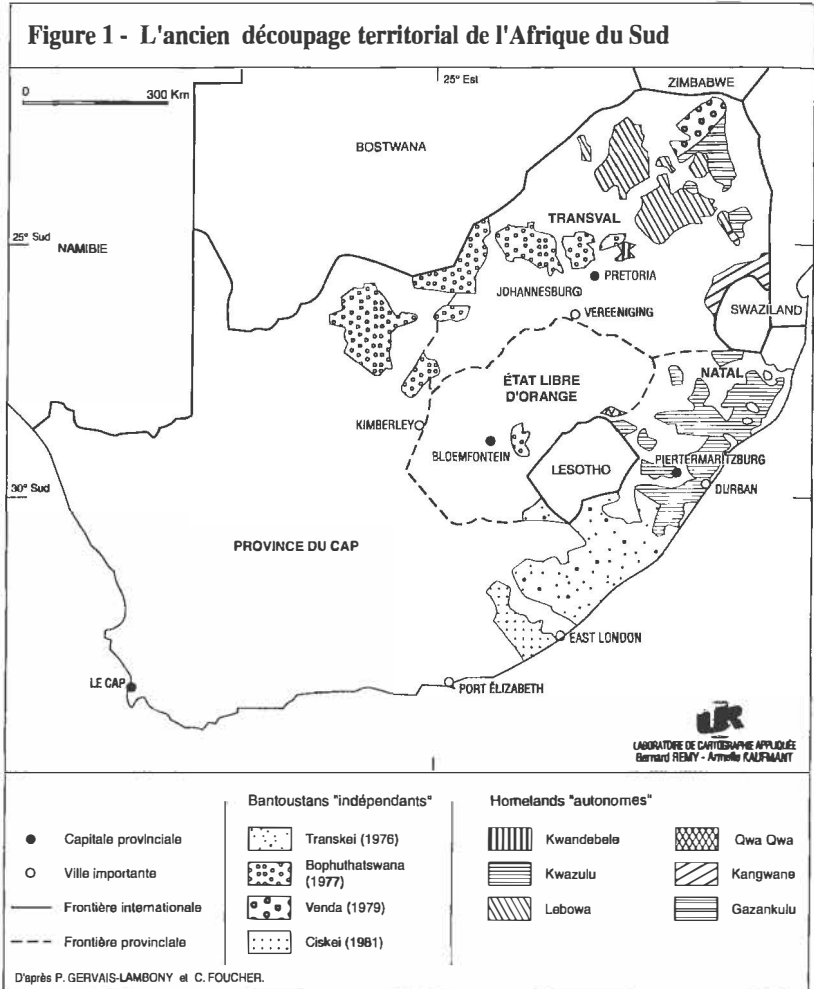 Figure 1 - L'ancien découpage territorial de l'Afrique du Sud
0 300 Km
25° Est
ZIMBABWE
BOSTWANA
NAMIBIE
25° Sud
TRANSVAL
PRETORIA
JOHANNESBURG
VEREENIGING
SWAZILAND
NATAL
ÉTAT LIBRE
D'ORANGE
KIMBERLEY
BLOEMFONTEIN
LESOTHO
PIERTERMARITZBURG
DURBAN
30° Sud
PROVINCE DU CAP
EAST LONDON
LE CAP
PORT ÉLIZABETH
LABORATOIRE DE CARTOGRAPHIE APPLIQUÉE
Bernard REMY - Armelle KAUFMANT
Capitale provinciale
Ville importante
Frontière internationale
Frontière provinciale
Bantoustans "indépendants"
Transkei (1976)
Bophuthatswana
(1977)
Venda (1979)
Ciskei (1981)
Homelands "autonomes"
Kwandebele
Kwazulu
Lebowa
Qwa Qwa
Kangwane
Gazankulu
D'après P. GERVAIS-LAMBONY et C. FOUCHER.